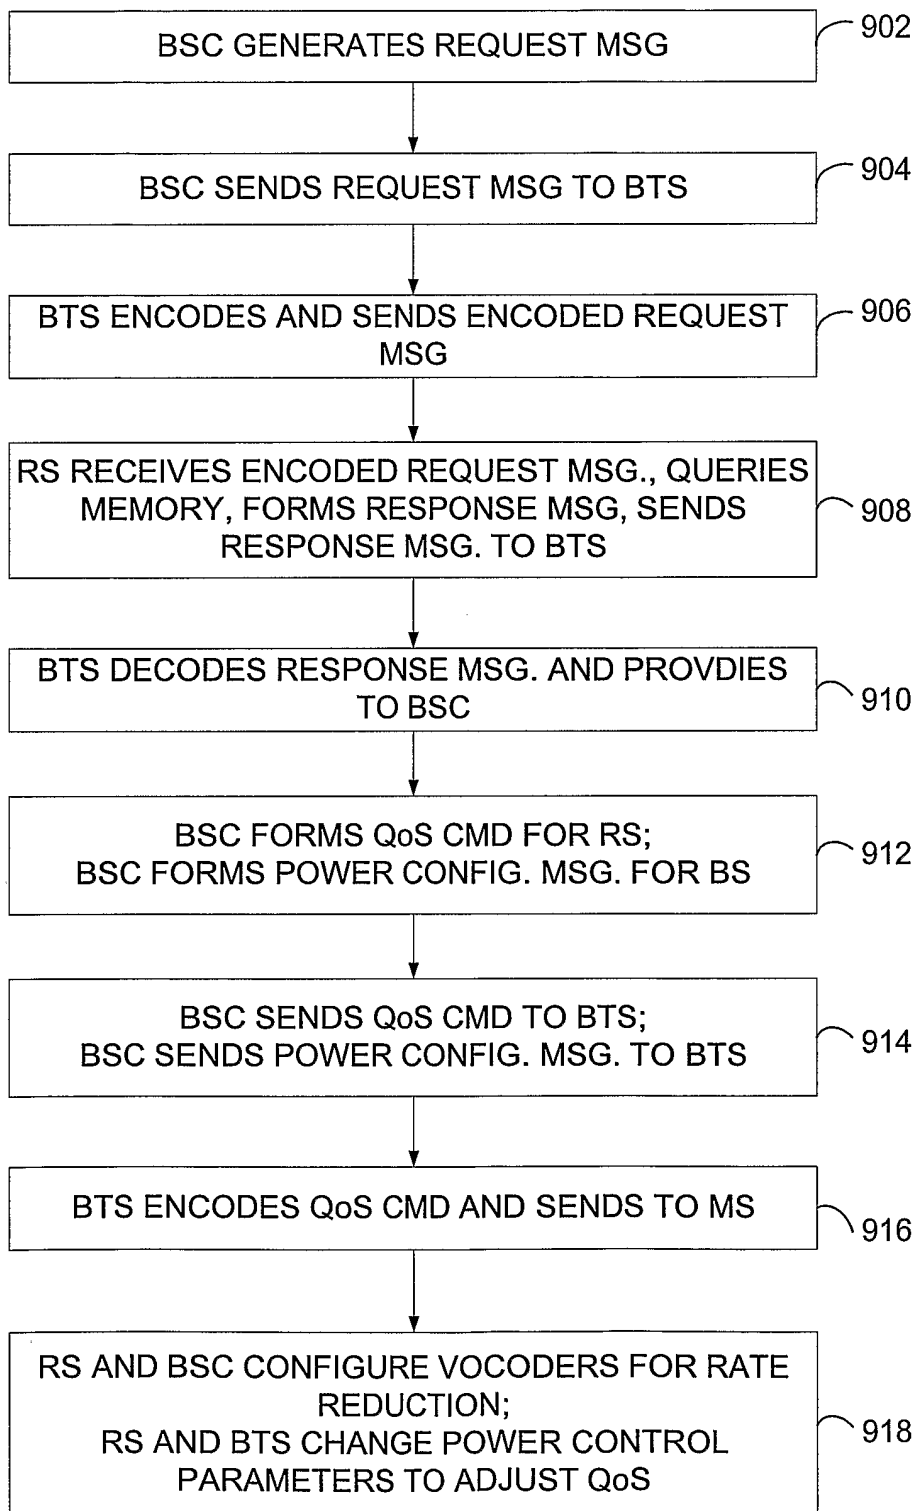 BSC GENERATES REQUEST MSG
902
BSC SENDS REQUEST MSG TO BTS
904
BTS ENCODES AND SENDS ENCODED REQUEST
MSG
906
RS RECEIVES ENCODED REQUEST MSG., QUERIES
MEMORY, FORMS RESPONSE MSG, SENDS
RESPONSE MSG. TO BTS
908
BTS DECODES RESPONSE MSG. AND PROVDIES
TO BSC
910
BSC FORMS QoS CMD FOR RS;
BSC FORMS POWER CONFIG. MSG. FOR BS
912
BSC SENDS QoS CMD TO BTS;
BSC SENDS POWER CONFIG. MSG. TO BTS
914
BTS ENCODES QoS CMD AND SENDS TO MS
916
RS AND BSC CONFIGURE VOCODERS FOR RATE
REDUCTION;
RS AND BTS CHANGE POWER CONTROL
PARAMETERS TO ADJUST QoS
918